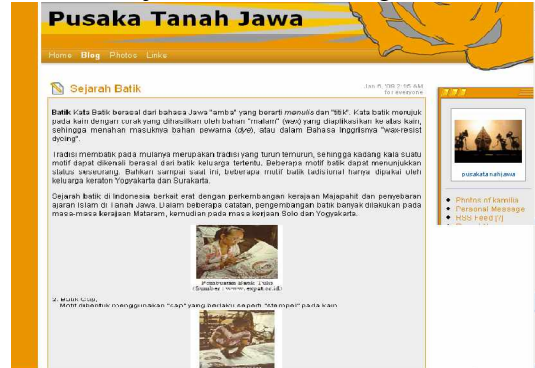 Pusaka Tanah Jawa
Home Blog Photos Links
Sejarah Batik
for everyone
Batik Kata Batik berasal dari bahasa Jawa "amba" yang berarti menulis dan "titik". Kata batik merujuk
pada kain dengan corak yang dihasilkan oleh bahan "malam" (wax) yang diaplikasikan ke atas kain,
sehingga menahan masuknya bahan pewarna (dye), atau dalam Bahasa Inggrisnya "wax-resist
dyeing".
Tradisi membatik pada mulanya merupakan tradisi yang turun temurun, sehingga kadang kala suatu
motif dapat dikenali berasal dari batik keluarga tertentu. Beberapa motif batik dapat menunjukkan
status seseorang. Bahkan sampai saat ini, beberapa motif batik tadisional hanya dipakai oleh
keluarga keraton Yogyakarta dan Surakarta.
Sejarah batik di Indonesia berkait erat dengan perkembangan kerajaan Majapahit dan penyebaran
ajaran Islam di Tanah Jawa. Dalam beberapa catatan, pengembangan batik banyak dilakukan pada
masa-masa kerajaan Mataram, kemudian pada masa kerjaan Solo dan Yogyakarta.
Pembuatan Batik Tulis
(Sumber : www.expat.or.id)
2. Batik Cap,
Motif dibentuk menggunakan "cap" yang berlaku seperti "stempel" pada kain
pusakatanahjawa
Photos of kamilia
Personal Message
RSS Feed [?]